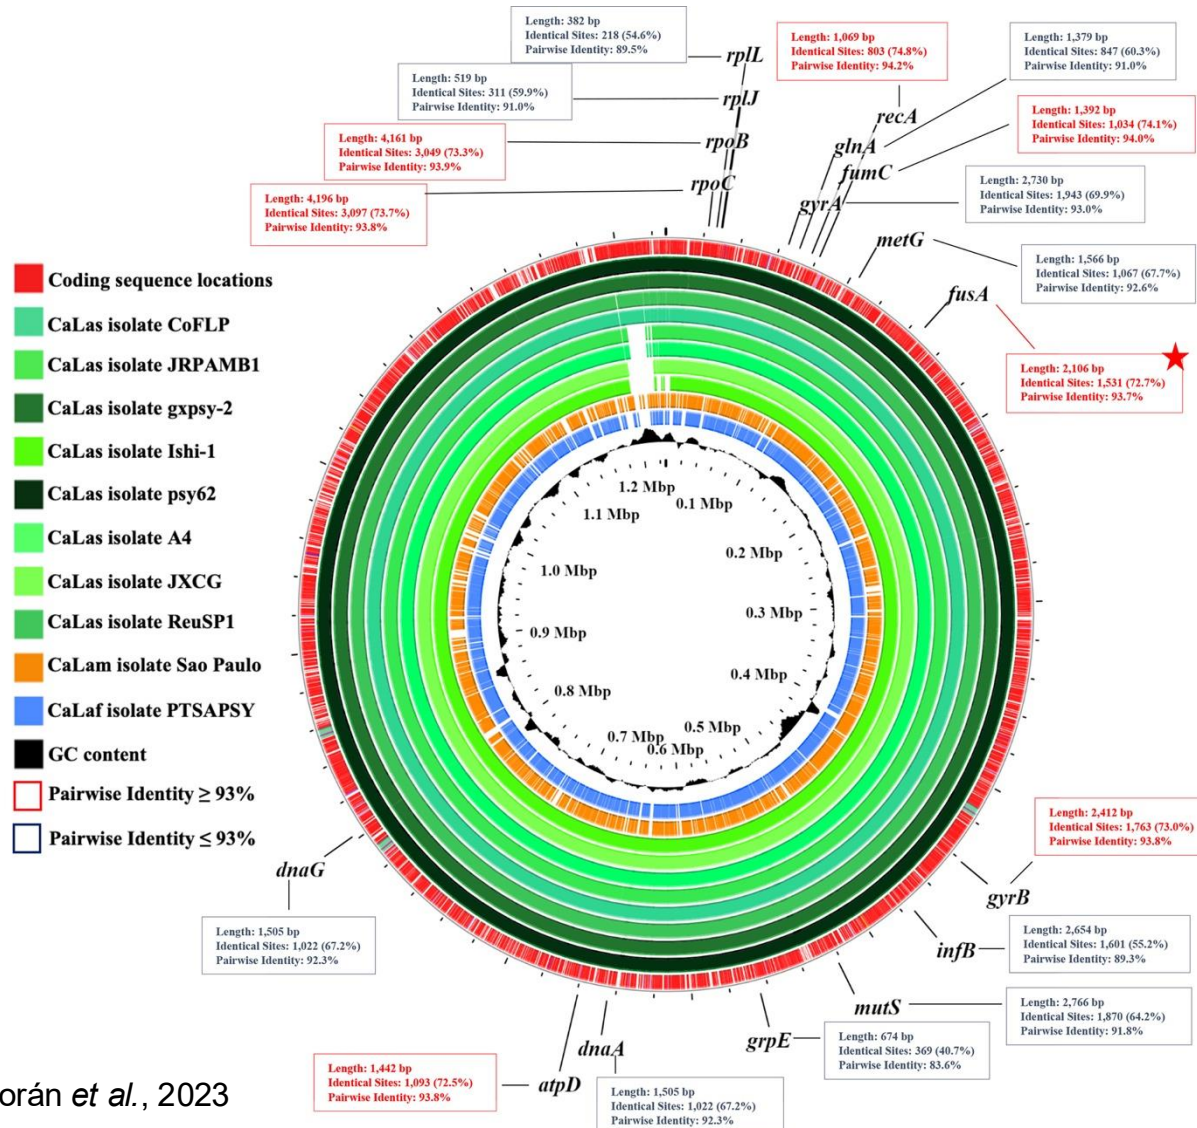 Length: 382 bp
Identical Sites: 218 (54.6%)
Pairwise Identity: 89.5%
rplL
Length: 519 bp
Identical Sites: 311 (59.9%)
Pairwise Identity: 91.0%
rplJ
Length: 4,161 bp
Identical Sites: 3,049 (73.3%)
Pairwise Identity: 93.9%
rpoB
Length: 4,196 bp
Identical Sites: 3,097 (73.7%)
Pairwise Identity: 93.8%
rpoC
Length: 1,069 bp
Identical Sites: 803 (74.8%)
Pairwise Identity: 94.2%
recA
Length: 1,379 bp
Identical Sites: 847 (60.3%)
Pairwise Identity: 91.0%
glnA
Length: 1,392 bp
Identical Sites: 1,034 (74.1%)
Pairwise Identity: 94.0%
fumC
Length: 2,730 bp
Identical Sites: 1,943 (69.9%)
Pairwise Identity: 93.0%
gyrA
metG
Length: 1,566 bp
Identical Sites: 1,067 (67.7%)
Pairwise Identity: 92.6%
fusA
Length: 2,106 bp
Identical Sites: 1,531 (72.7%)
Pairwise Identity: 93.7%
Coding sequence locations
CaLas isolate CoFLP
CaLas isolate JRPAMB1
CaLas isolate gxpsy-2
CaLas isolate Ishi-1
CaLas isolate psy62
CaLas isolate A4
CaLas isolate JXCG
CaLas isolate ReuSP1
CaLam isolate Sao Paulo
CaLaf isolate PTSAPSY
GC content
Pairwise Identity ≥ 93%
Pairwise Identity ≤ 93%
1.2 Mbp
0.1 Mbp
1.1 Mbp
0.2 Mbp
1.0 Mbp
0.3 Mbp
0.9 Mbp
0.4 Mbp
0.8 Mbp
0.5 Mbp
0.7 Mbp
0.6 Mbp
Length: 2,412 bp
Identical Sites: 1,763 (73.0%)
Pairwise Identity: 93.8%
gyrB
infB
Length: 2,654 bp
Identical Sites: 1,601 (55.2%)
Pairwise Identity: 89.3%
mutS
Length: 2,766 bp
Identical Sites: 1,870 (64.2%)
Pairwise Identity: 91.8%
grpE
Length: 674 bp
Identical Sites: 369 (40.7%)
Pairwise Identity: 83.6%
dnaG
Length: 1,505 bp
Identical Sites: 1,022 (67.2%)
Pairwise Identity: 92.3%
dnaA
Length: 1,505 bp
Identical Sites: 1,022 (67.2%)
Pairwise Identity: 92.3%
atpD
Length: 1,442 bp
Identical Sites: 1,093 (72.5%)
Pairwise Identity: 93.8%
orán et al., 2023